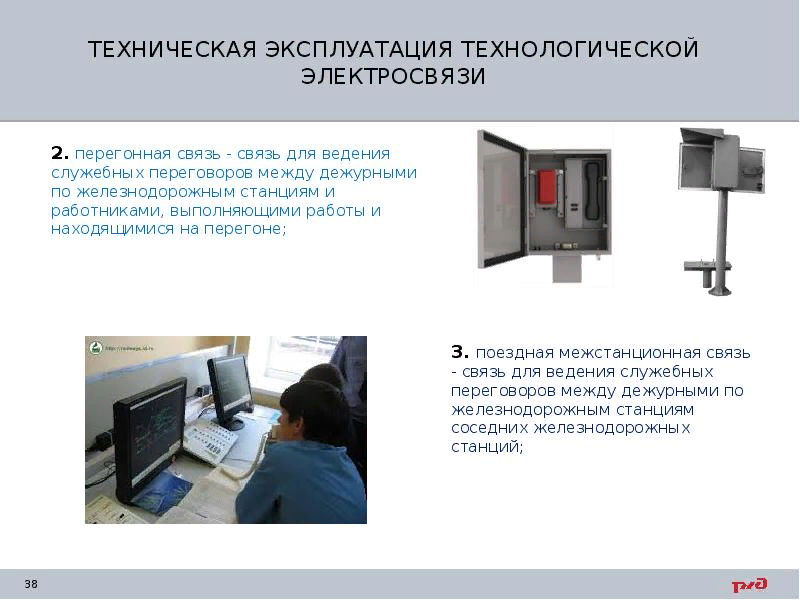 ТЕХНИЧЕСКАЯ ЭКСПЛУАТАЦИЯ ТЕХНОЛОГИЧЕСКОЙ
ЭЛЕКТРОСВЯЗИ
2. перегонная связь - связь для ведения
служебных переговоров между дежурными
по железнодорожным станциям и
работниками, выполняющими работы и
находящимися на перегоне;
3. поездная межстанционная связь
- связь для ведения служебных
переговоров между дежурными по
железнодорожным станциям
соседних железнодорожных
станций;
38
РЖД